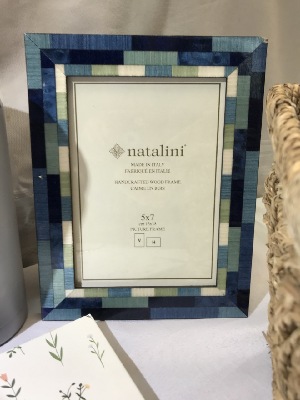 natalini
MADE IN ITALY
FABRIQUÉ EN ITALIE
HANDCRAFTED WOOD FRAME
CADRE EN BOIS
5x7
PICTURE FRAME